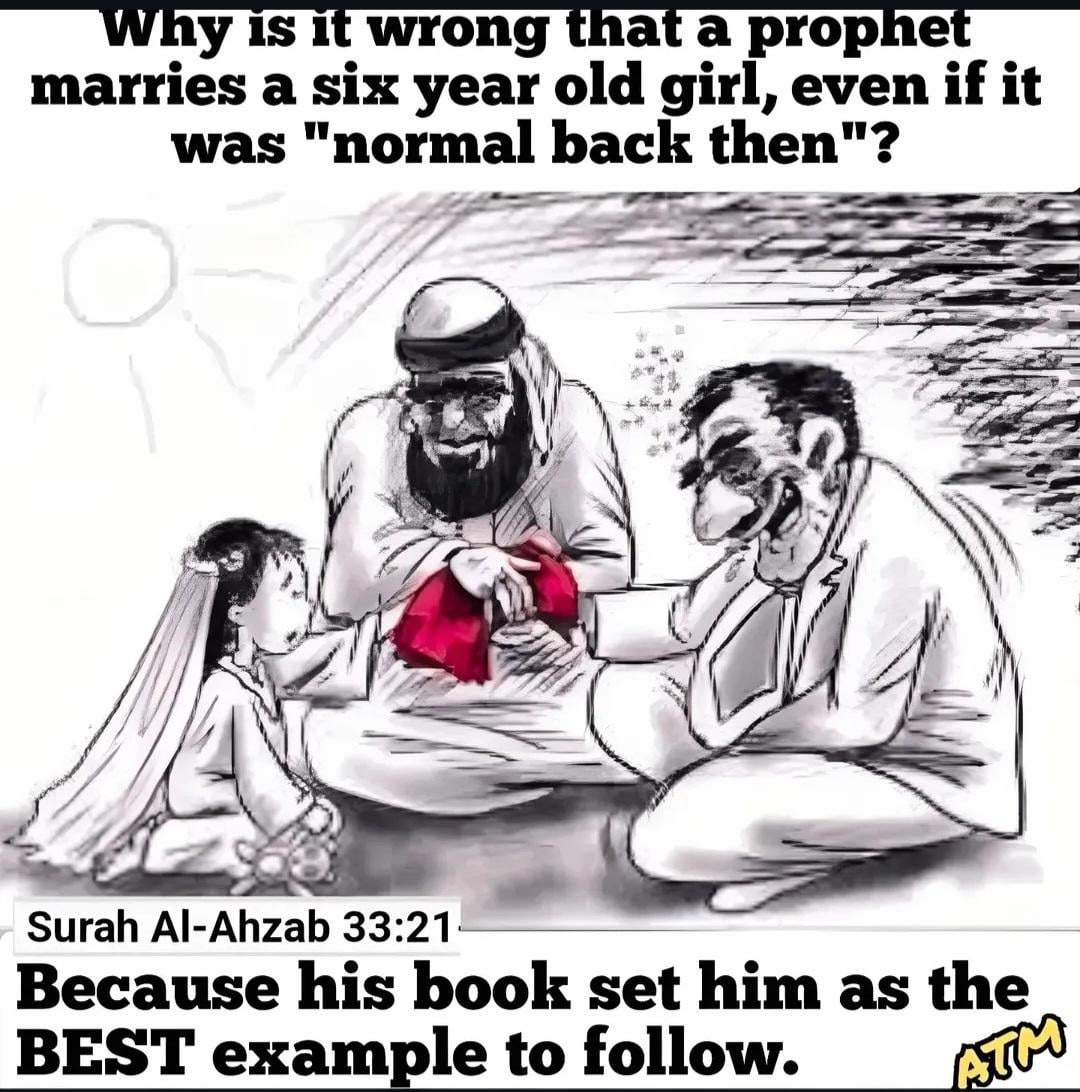 Why is it wrong that a prophet
marries a six year old girl, even if it
was "normal back then"?
Surah Al-Ahzab 33:21
Because his book set him as the
BEST example to follow.
ATM